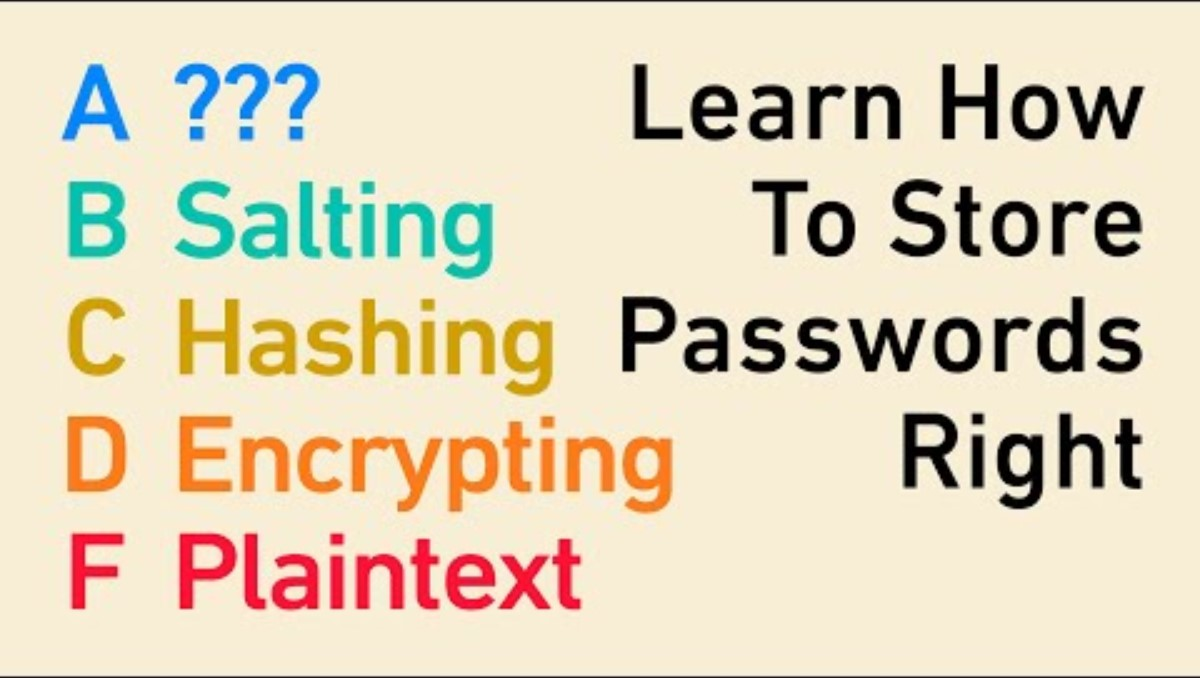 A ???
B Salting
C Hashing
D Encrypting
F Plaintext
Learn How
To Store
Passwords
Right